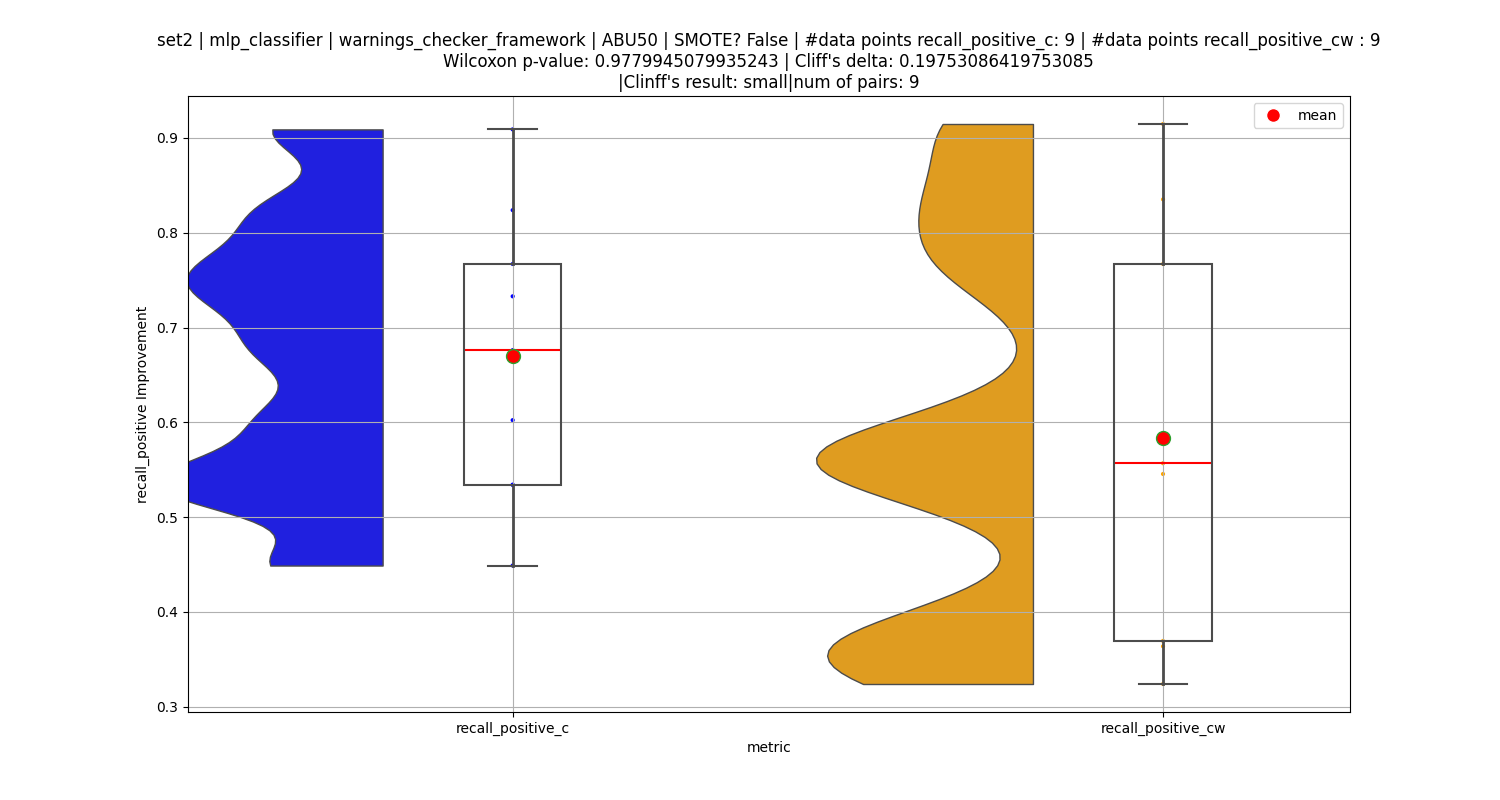 set2 | mlp_classifier | warnings_checker_framework | ABU50 | SMOTE? False | #data points recall_positive_c: 9 | #data points recall_positive_cw : 9
Wilcoxon p-value: 0.9779945079935243 | Cliff's delta: 0.19753086419753085
|Clinff's result: small|num of pairs: 9
mean
0.9
0.8
0.7
0.6
0.5
0.4
0.3
recall_positive Improvement
recall_positive_c
recall_positive_cw
metric